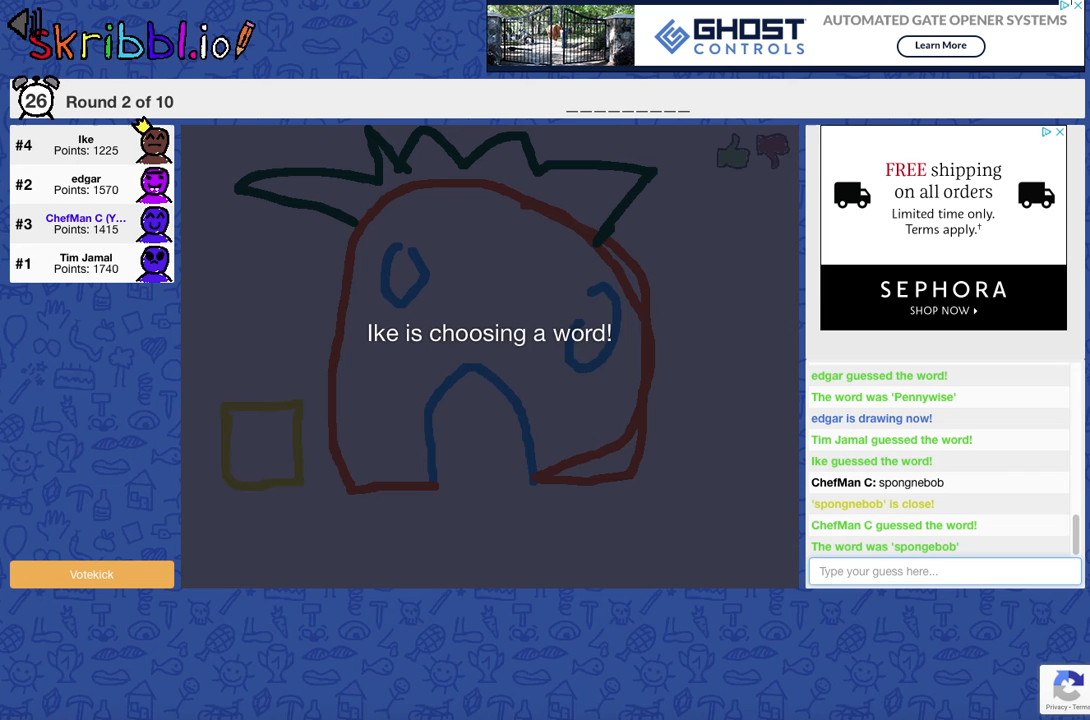 skribbl.io
GHOST
CONTROLS
AUTOMATED GATE OPENER SYSTEMS
Learn More
26
Round 2 of 10
_________
#4
Ike
Points: 1225
#2
edgar
Points: 1570
#3
ChefMan C (Y...
Points: 1415
#1
Tim Jamal
Points: 1740
Votekick
Ike is choosing a word!
FREE shipping
on all orders
Limited time only.
Terms apply.†
SEPHORA
SHOP NOW
edgar guessed the word!
The word was 'Pennywise'
edgar is drawing now!
Tim Jamal guessed the word!
Ike guessed the word!
ChefMan C: spongnebob
'spongnebob' is close!
ChefMan C guessed the word!
The word was 'spongebob'
Type your guess here...
Privacy - Terms